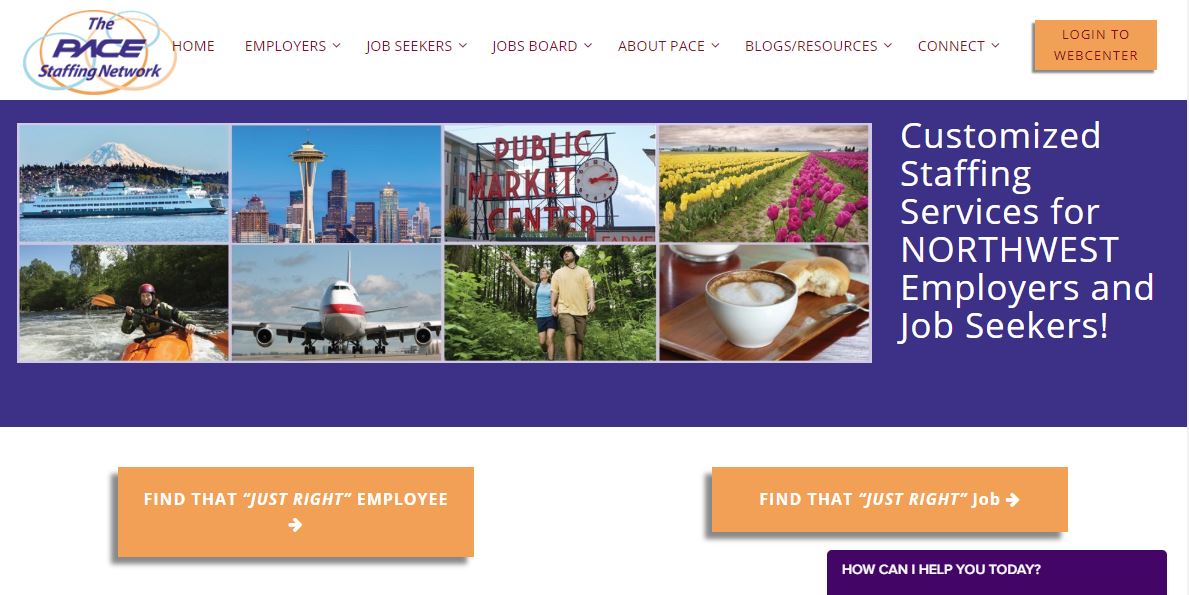 The
PACE
Staffing Network
HOME
EMPLOYERS
JOB SEEKERS
JOBS BOARD
ABOUT PACE
BLOGS/RESOURCES
CONNECT
LOGIN TO
WEBCENTER
PUBLIC
MARKET
CENTER
FARME
Customized
Staffing
Services for
NORTHWEST
Employers and
Job Seekers!
FIND THAT “JUST RIGHT” EMPLOYEE
➔
FIND THAT “JUST RIGHT” Job ➔
HOW CAN I HELP YOU TODAY?